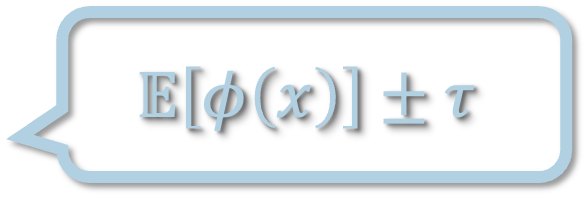 𝔼[𝜙(𝑥)] ± 𝜏